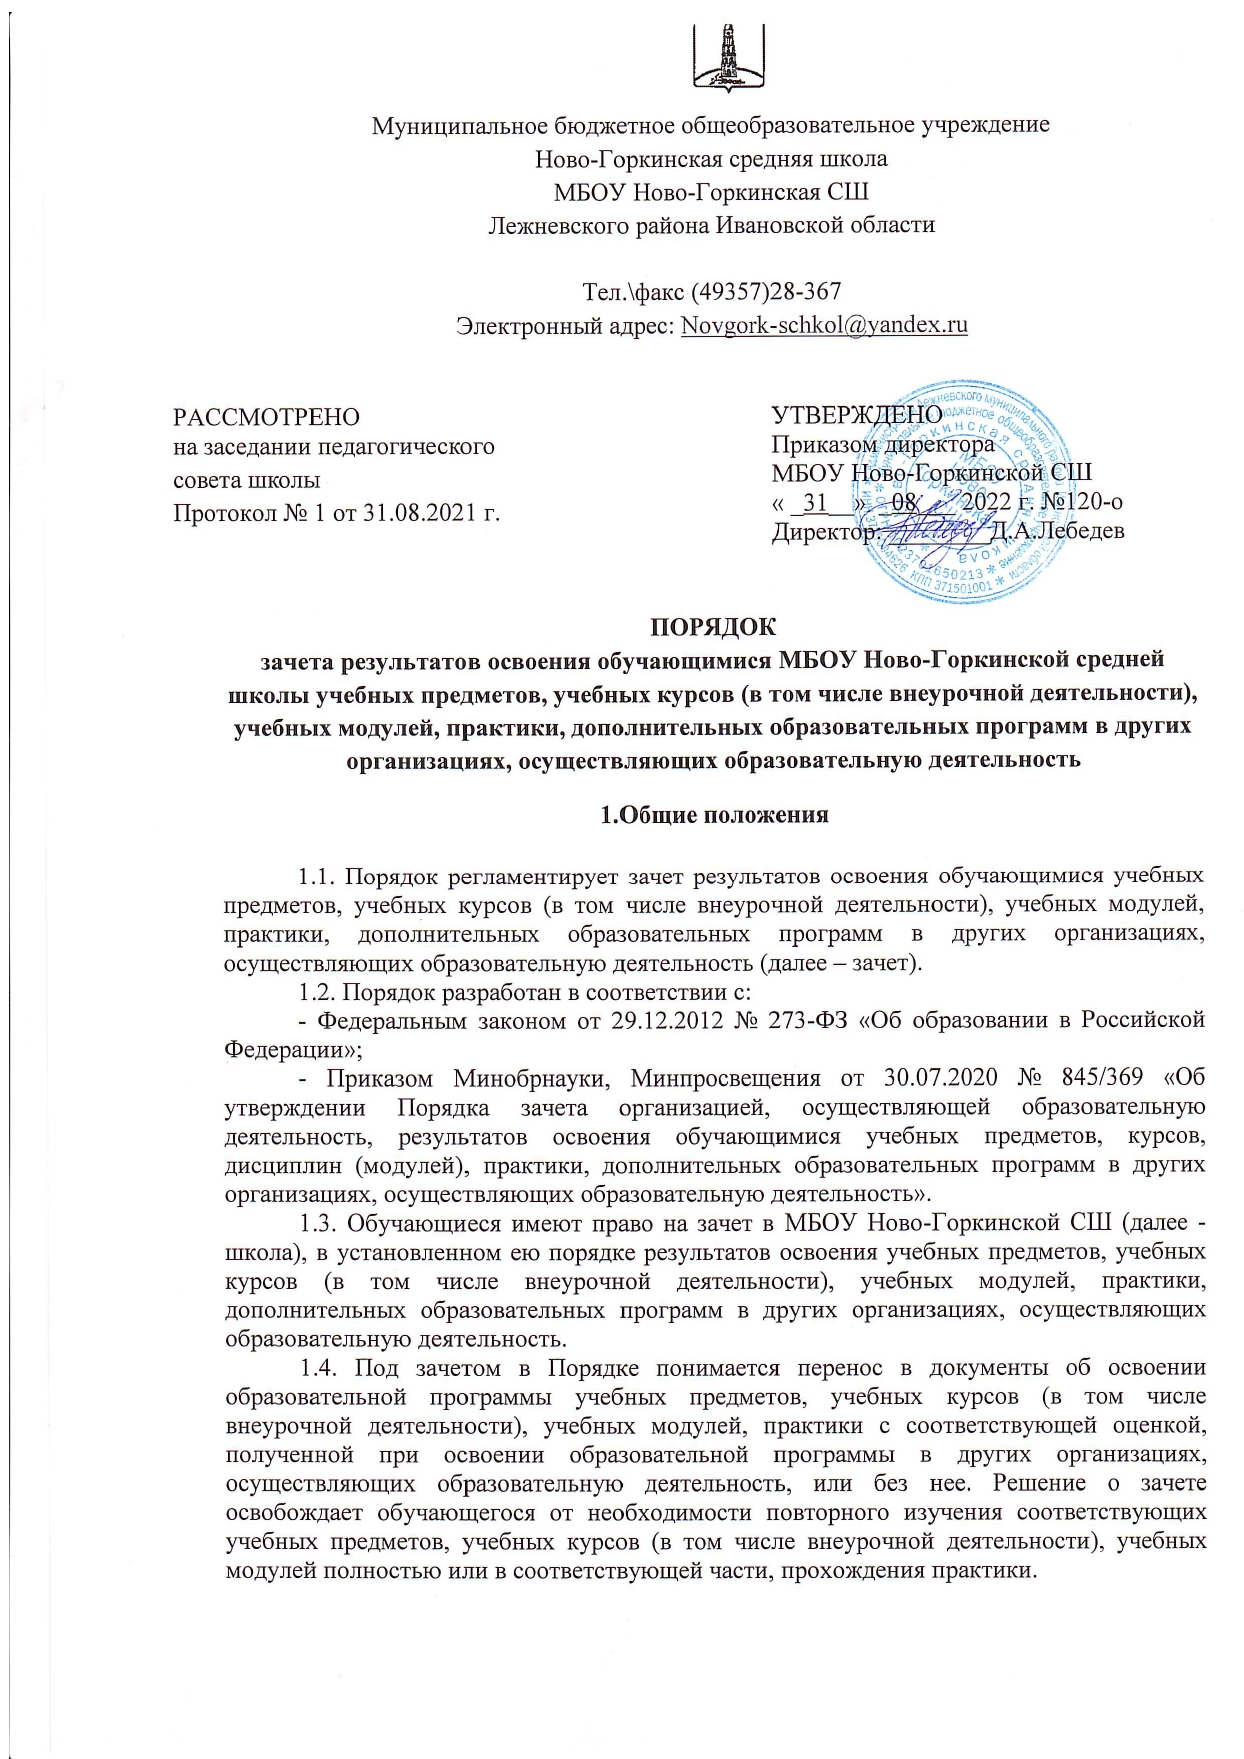 Муниципальное бюджетное общеобразовательное учреждение
Ново-Горкинская средняя школа
МБОУ Ново-Горкинская СШ
Лежневского района Ивановской области
Тел.\факс (49357)28-367
Электронный адрес: Novgork-schkol@yandex.ru
РАССМОТРЕНО
на заседании педагогического
совета школы
Протокол № 1 от 31.08.2021 г.
УТВЕРЖДЕНО
Приказом директора
МБОУ Ново-Горкинской СШ
« _31__» _08___ 2022 г. №120-о
Директор: ________Д.А.Лебедев
КПП 371501001
ПОРЯДОК
зачета результатов освоения обучающимися МБОУ Ново-Горкинской средней
школы учебных предметов, учебных курсов (в том числе внеурочной деятельности),
учебных модулей, практики, дополнительных образовательных программ в других
организациях, осуществляющих образовательную деятельность
1.Общие положения
1.1. Порядок регламентирует зачет результатов освоения обучающимися учебных
предметов, учебных курсов (в том числе внеурочной деятельности), учебных модулей,
практики, дополнительных образовательных программ в других организациях,
осуществляющих образовательную деятельность (далее – зачет).
1.2. Порядок разработан в соответствии с:
- Федеральным законом от 29.12.2012 № 273-ФЗ «Об образовании в Российской
Федерации»;
- Приказом Минобрнауки, Минпросвещения от 30.07.2020 № 845/369 «Об
утверждении Порядка зачета организацией, осуществляющей образовательную
деятельность, результатов освоения обучающимися учебных предметов, курсов,
дисциплин (модулей), практики, дополнительных образовательных программ в других
организациях, осуществляющих образовательную деятельность».
1.3. Обучающиеся имеют право на зачет в МБОУ Ново-Горкинской СШ (далее -
школа), в установленном ею порядке результатов освоения учебных предметов, учебных
курсов (в том числе внеурочной деятельности), учебных модулей, практики,
дополнительных образовательных программ в других организациях, осуществляющих
образовательную деятельность.
1.4. Под зачетом в Порядке понимается перенос в документы об освоении
образовательной программы учебных предметов, учебных курсов (в том числе
внеурочной деятельности), учебных модулей, практики с соответствующей оценкой,
полученной при освоении образовательной программы в других организациях,
осуществляющих образовательную деятельность, или без нее. Решение о зачете
освобождает обучающегося от необходимости повторного изучения соответствующих
учебных предметов, учебных курсов (в том числе внеурочной деятельности), учебных
модулей полностью или в соответствующей части, прохождения практики.